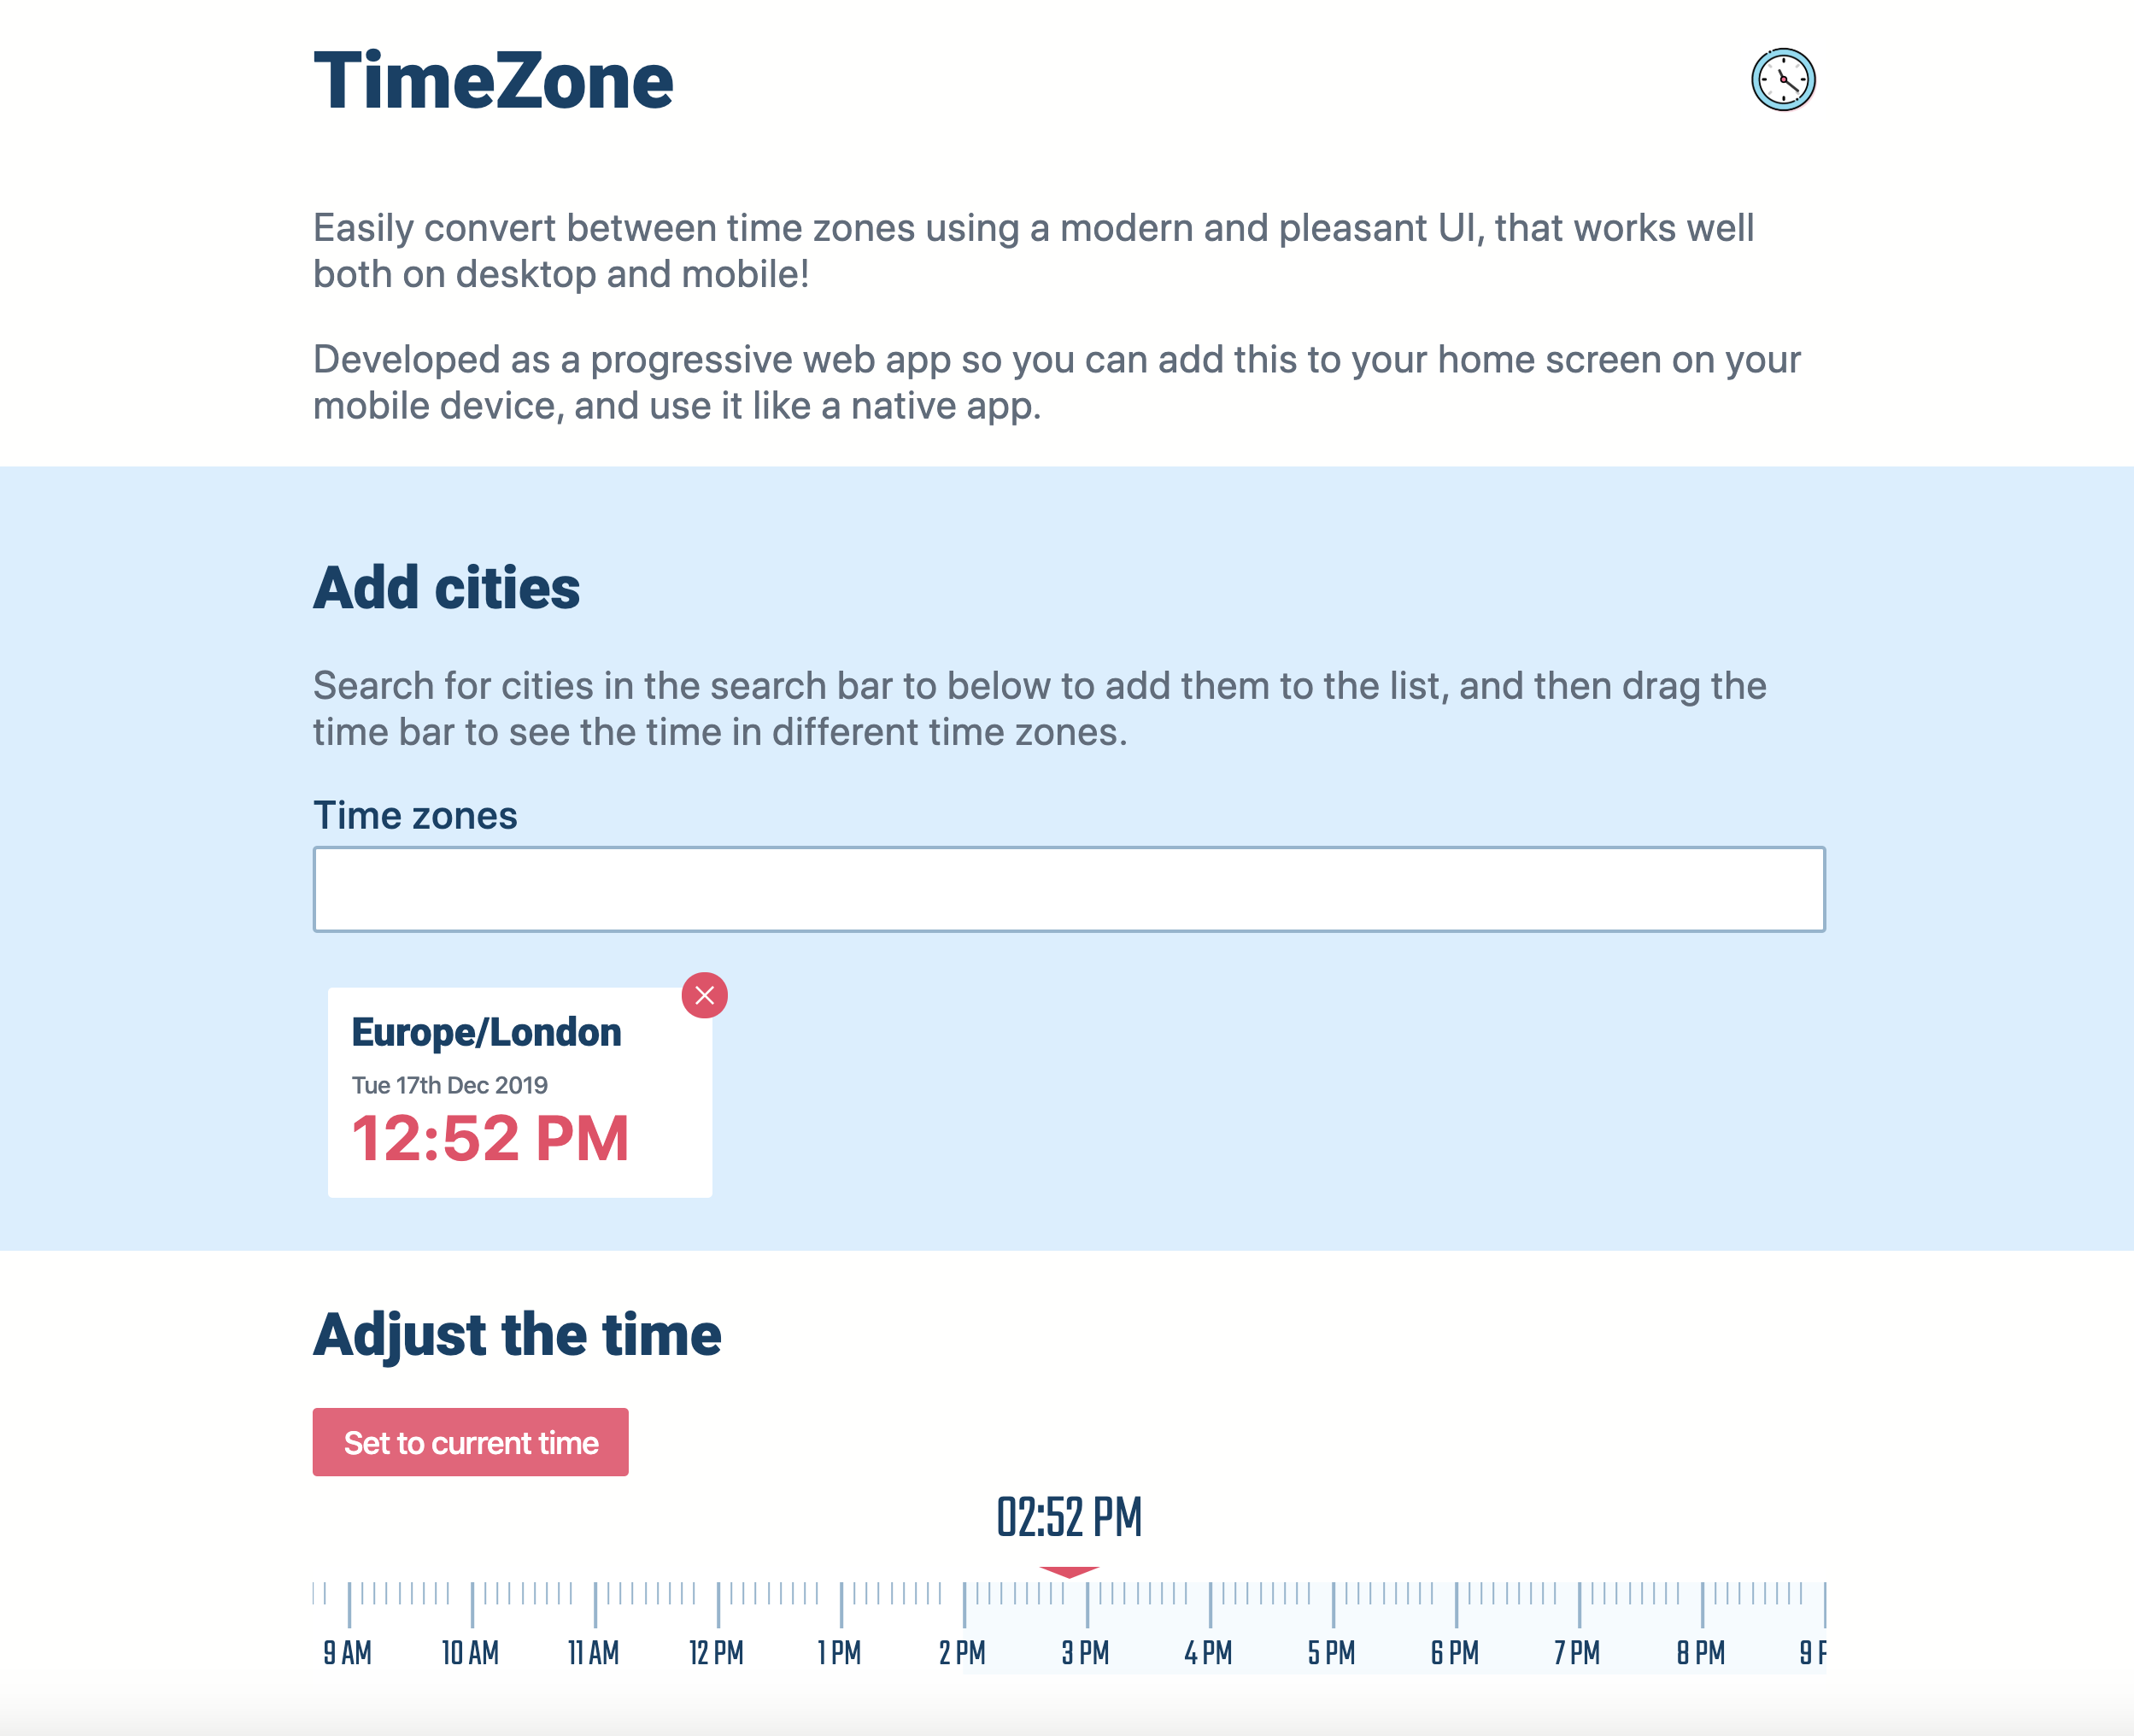 TimeZone
Easily convert between time zones using a modern and pleasant UI, that works well
both on desktop and mobile!
Developed as a progressive web app so you can add this to your home screen on your
mobile device, and use it like a native app.
Add cities
Search for cities in the search bar to below to add them to the list, and then drag the
time bar to see the time in different time zones.
Time zones
Europe/London
Tue 17th Dec 2019
12:52 PM
Adjust the time
Set to current time
02:52 PM
9 AM 10 AM 11 AM 12 PM 1 PM 2 PM 3 PM 4 PM 5 PM 6 PM 7 PM 8 PM 9